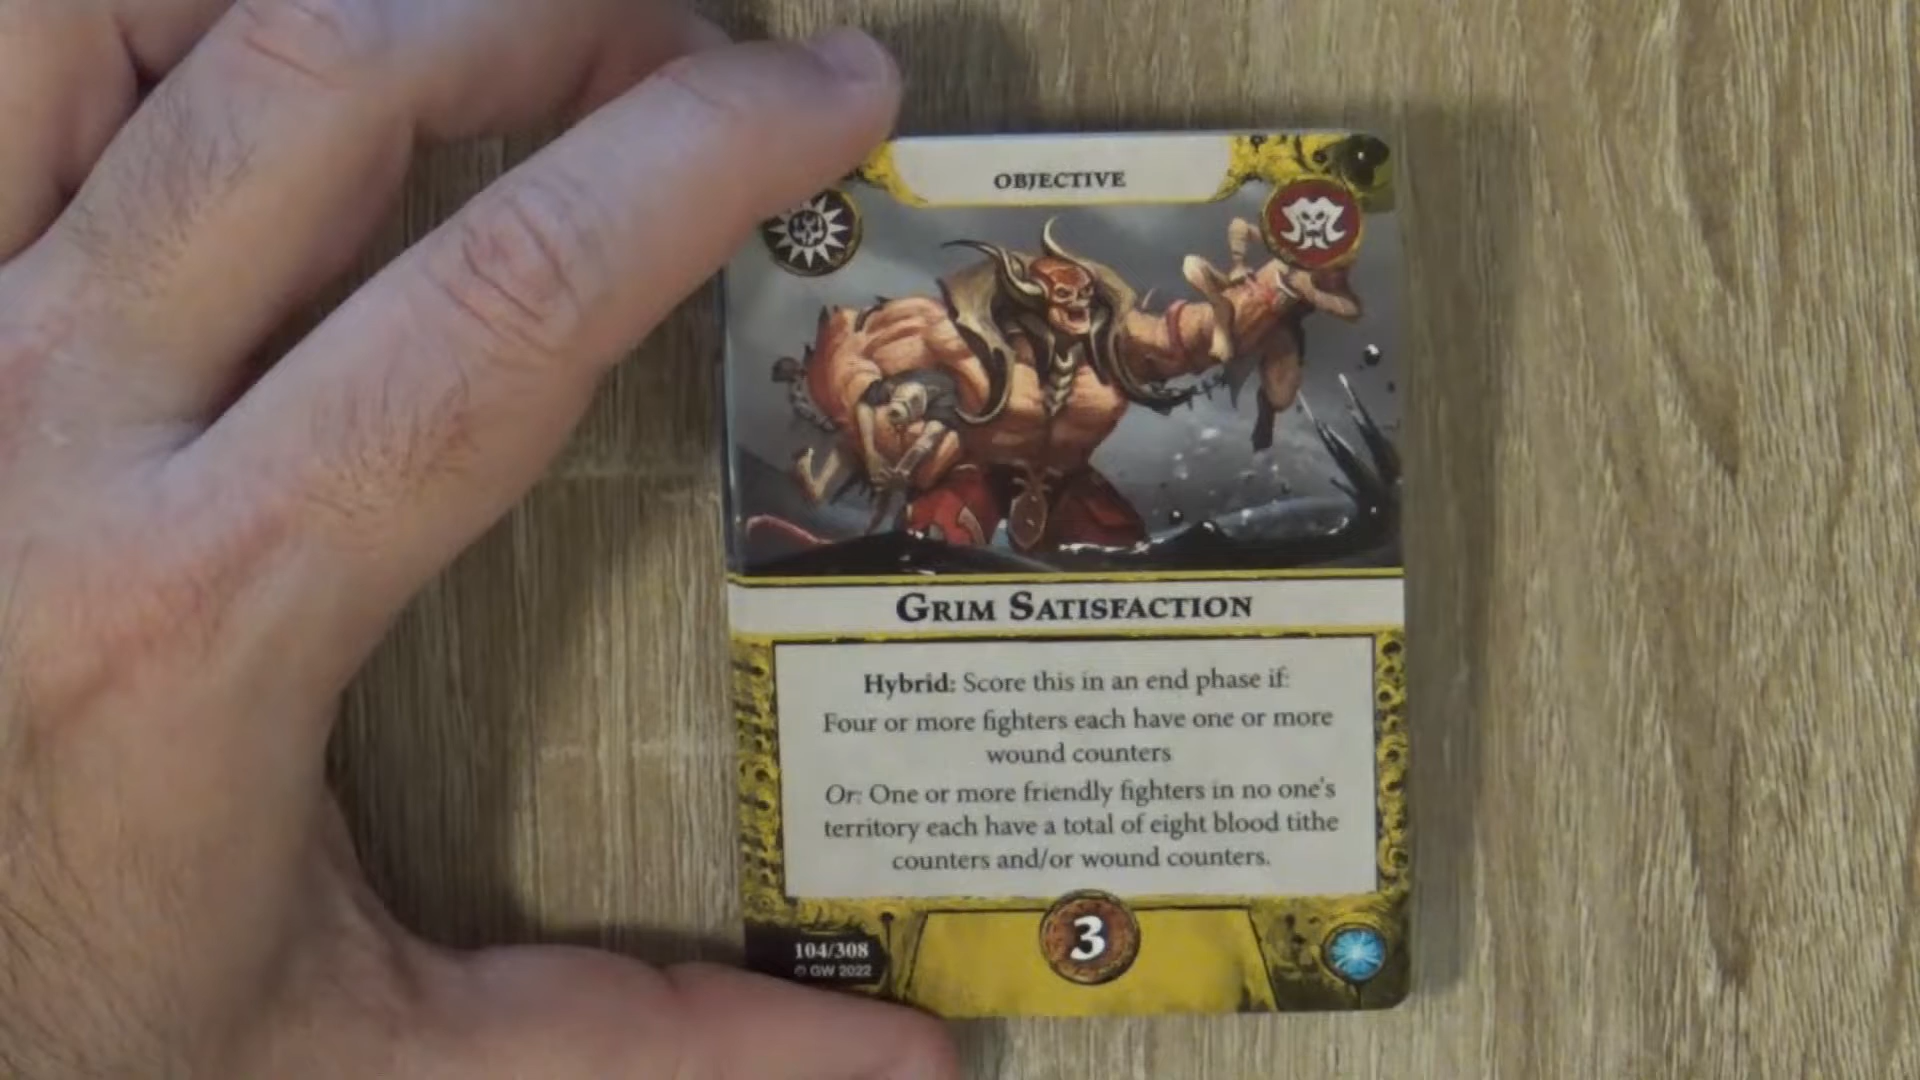 OBJECTIVE
GRIM SATISFACTION
Hybrid: Score this in an end phase if:
Four or more fighters each have one or more
wound counters
Or: One or more friendly fighters in no one's
territory each have a total of eight blood tithe
counters and/or wound counters.
3
104/308
© GW 2022